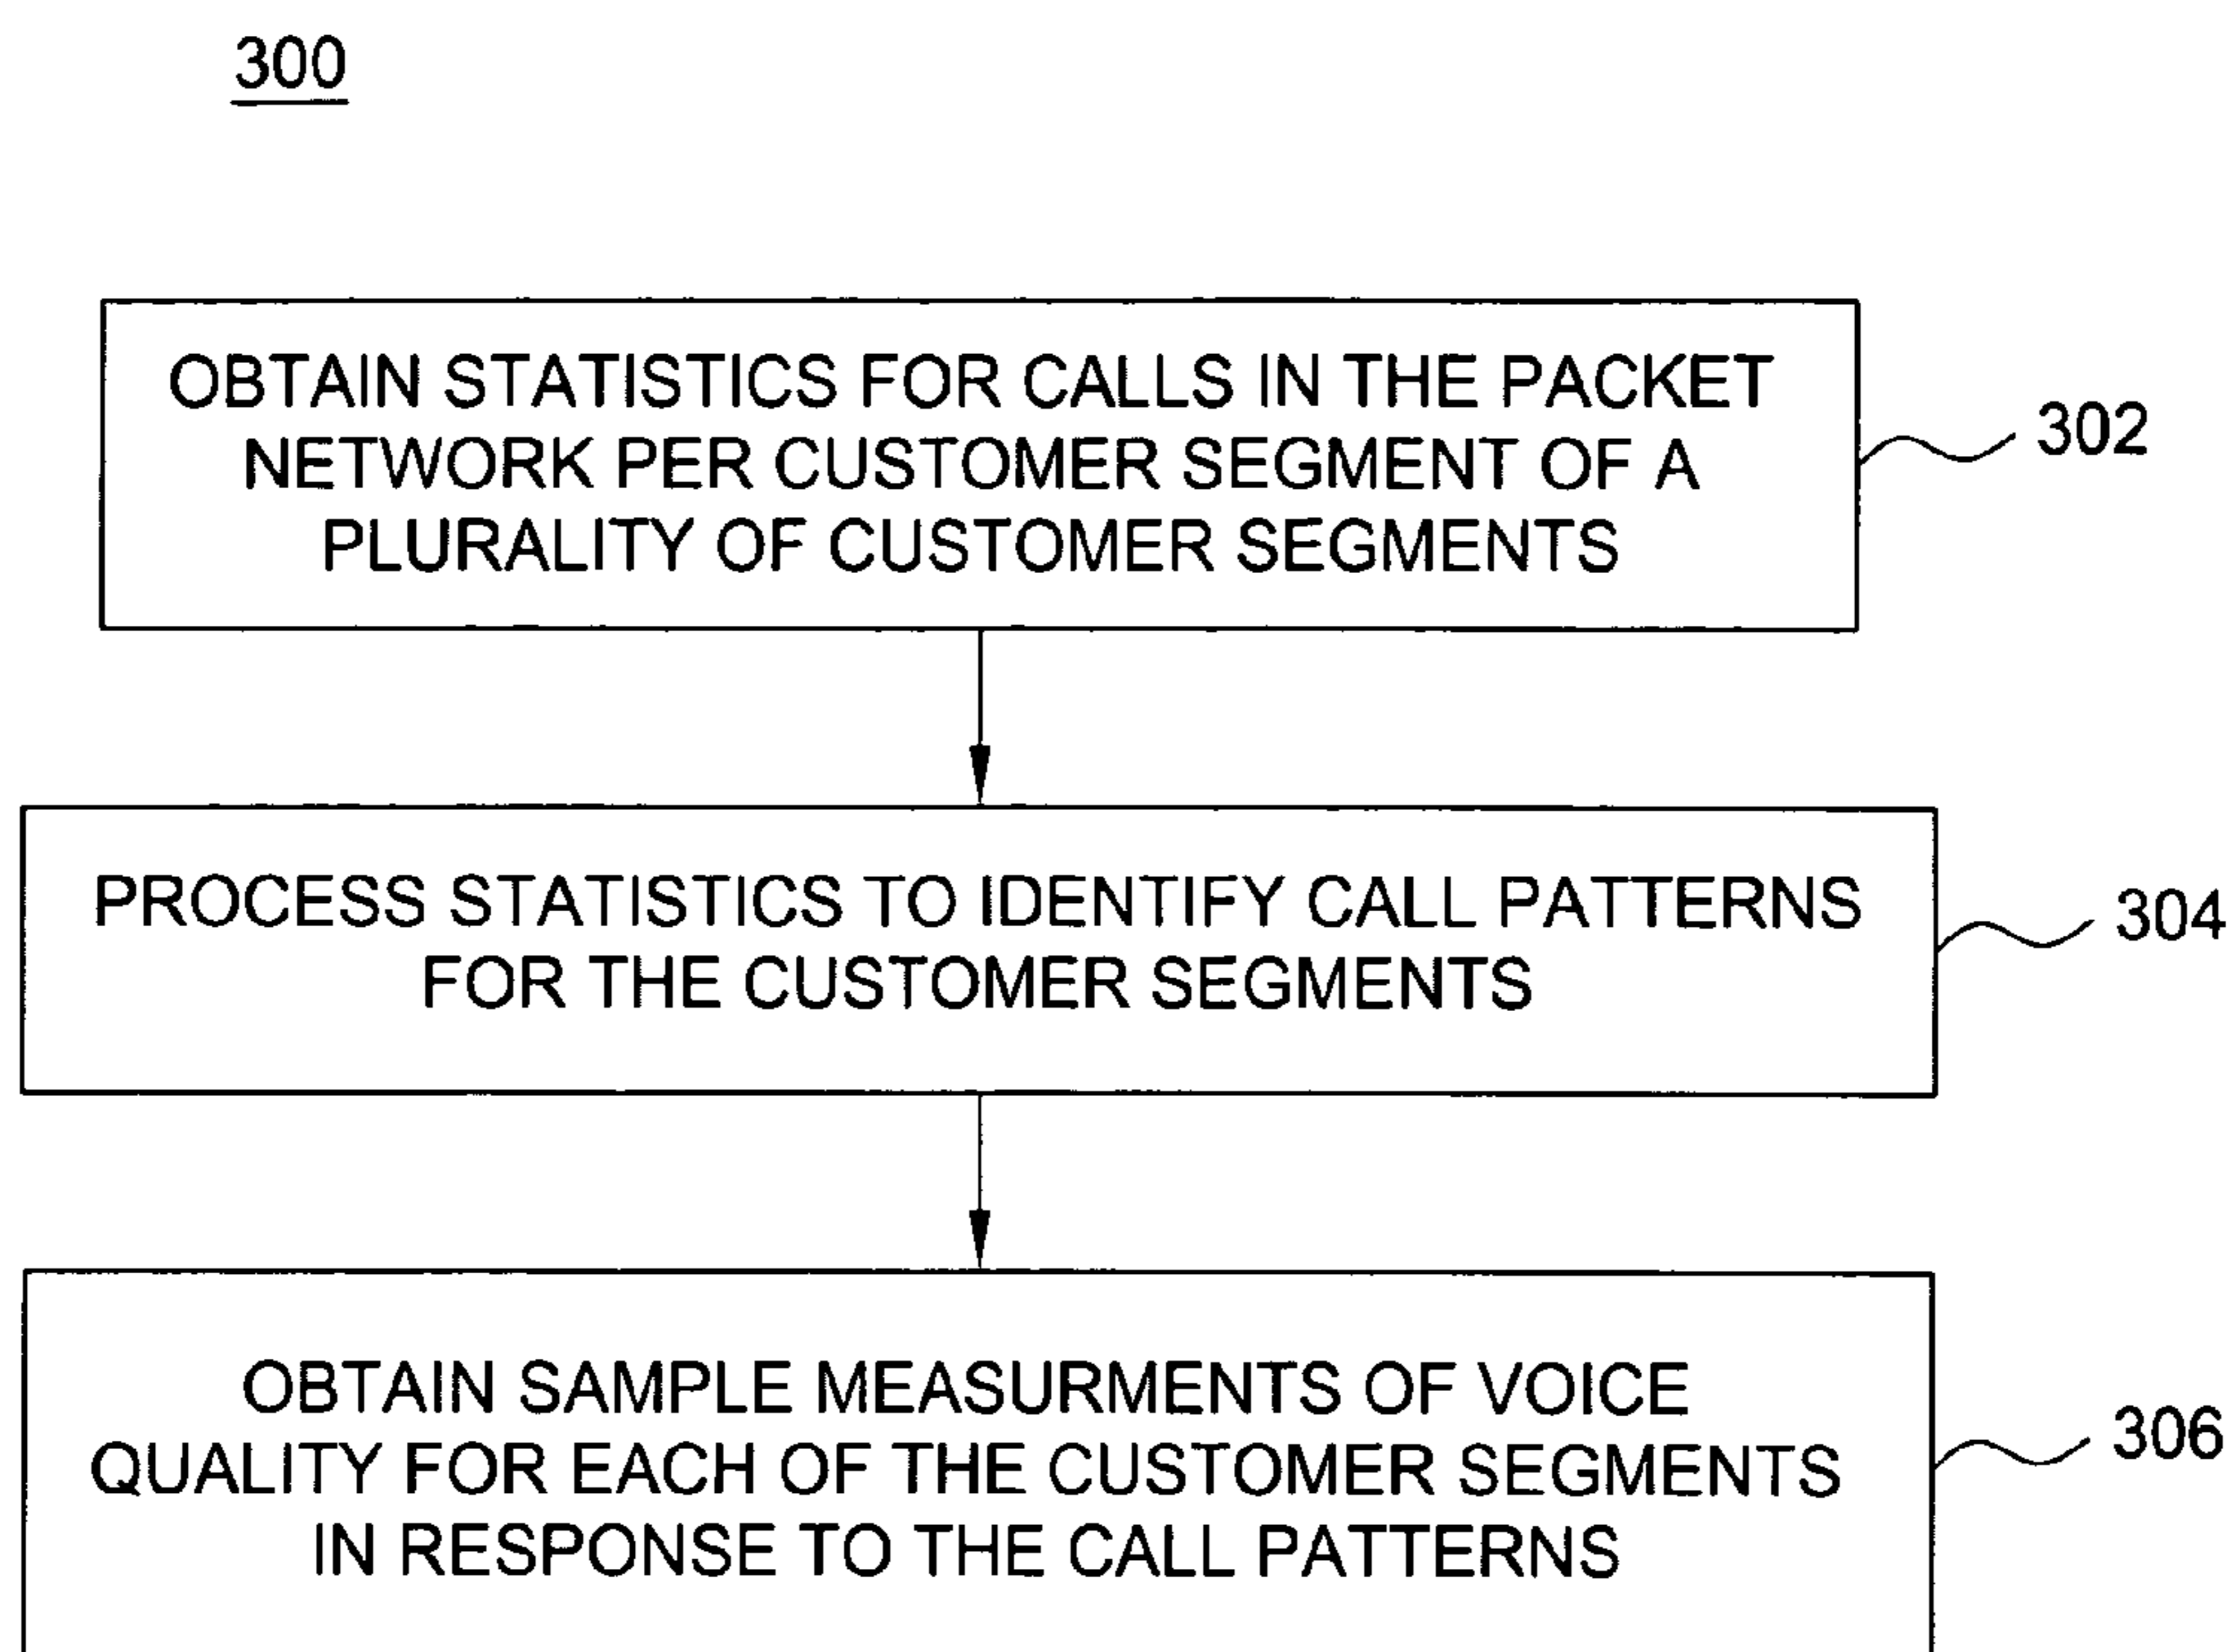 300
OBTAIN STATISTICS FOR CALLS IN THE PACKET
NETWORK PER CUSTOMER SEGMENT OF A
PLURALITY OF CUSTOMER SEGMENTS
302
PROCESS STATISTICS TO IDENTIFY CALL PATTERNS
FOR THE CUSTOMER SEGMENTS
304
OBTAIN SAMPLE MEASURMENTS OF VOICE
QUALITY FOR EACH OF THE CUSTOMER SEGMENTS
IN RESPONSE TO THE CALL PATTERNS
306